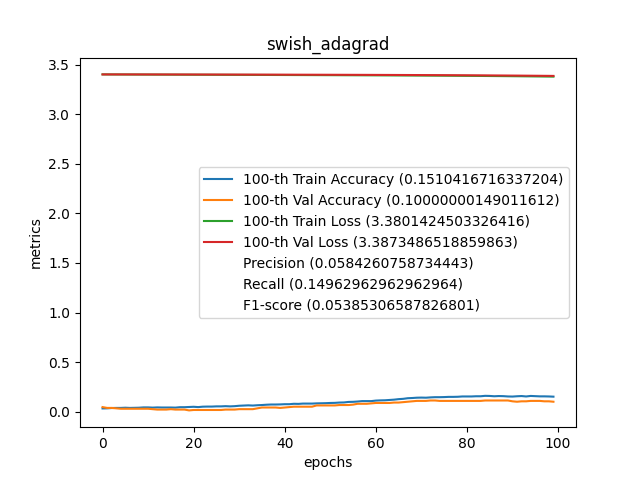 swish_adagrad
3.5
3.0
2.5
2.0
1.5
1.0
0.5
0.0
metrics
100-th Train Accuracy (0.1510416716337204)
100-th Val Accuracy (0.10000000149011612)
100-th Train Loss (3.3801424503326416)
100-th Val Loss (3.3873486518859863)
Precision (0.0584260758734443)
Recall (0.14962962962962964)
F1-score (0.05385306587826801)
0 20 40 60 80 100
epochs